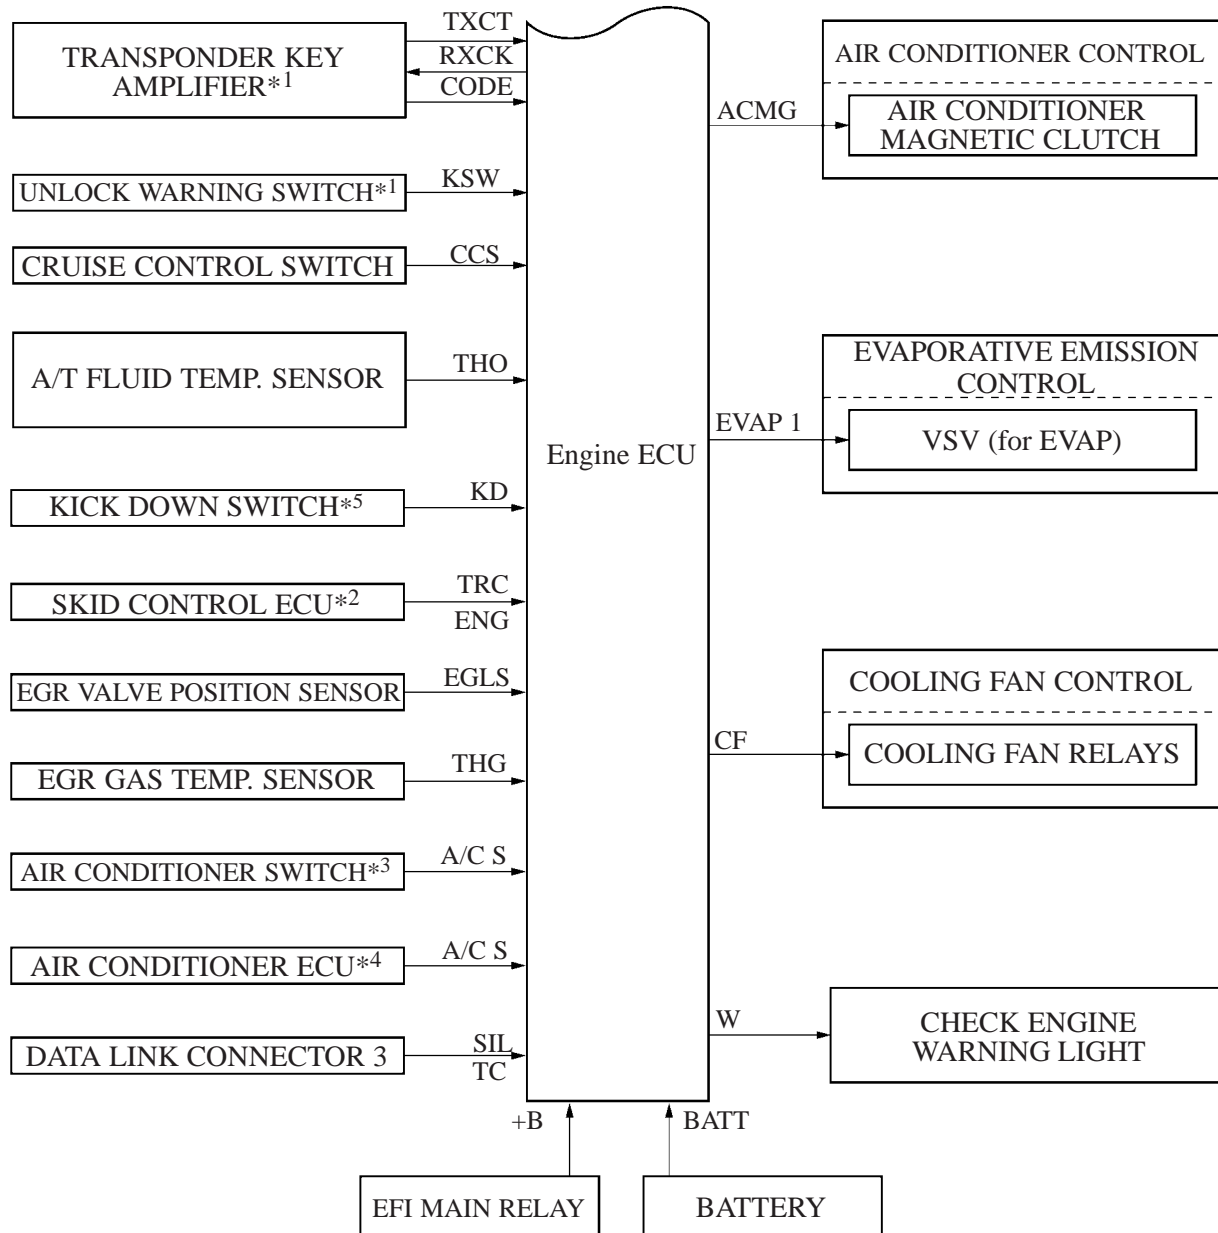 TRANSPONDER KEY
AMPLIFIER*1
TXCT
RXCK
CODE
UNLOCK WARNING SWITCH*1
KSW
CRUISE CONTROL SWITCH
CCS
A/T FLUID TEMP. SENSOR
THO
KICK DOWN SWITCH*5
KD
SKID CONTROL ECU*2
TRC
ENG
EGR VALVE POSITION SENSOR
EGLS
EGR GAS TEMP. SENSOR
THG
AIR CONDITIONER SWITCH*3
A/C S
AIR CONDITIONER ECU*4
A/C S
DATA LINK CONNECTOR 3
SIL
TC
Engine ECU
ACMG
AIR CONDITIONER CONTROL
AIR CONDITIONER
MAGNETIC CLUTCH
EVAP 1
EVAPORATIVE EMISSION
CONTROL
VSV (for EVAP)
CF
COOLING FAN CONTROL
COOLING FAN RELAYS
W
CHECK ENGINE
WARNING LIGHT
+B
BATT
EFI MAIN RELAY
BATTERY